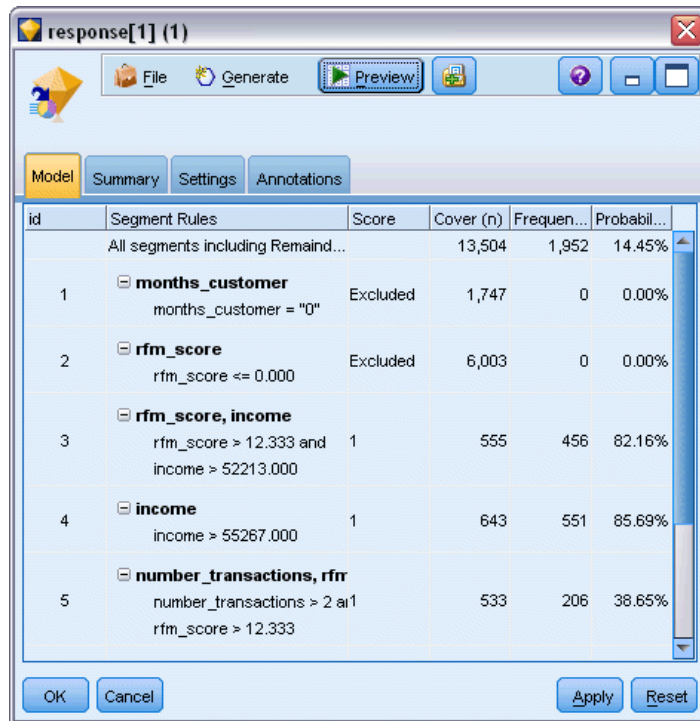 response[1] (1)
File Generate Preview
Model Summary Settings Annotations
id Segment Rules Score Cover (n) Frequen... Probabil...
All segments including Remaind... 13,504 1,952 14.45%
months_customer
1 Excluded 1,747 0 0.00%
months_customer = "0"
rfm_score
2 Excluded 6,003 0 0.00%
rfm_score <= 0.000
rfm_score, income
3 rfm_score > 12.333 and 1 555 456 82.16%
income > 52213.000
income
4 1 643 551 85.69%
income > 55267.000
number_transactions, rfm
5 number_transactions > 2 a 1 533 206 38.65%
rfm_score > 12.333
OK Cancel Apply Reset